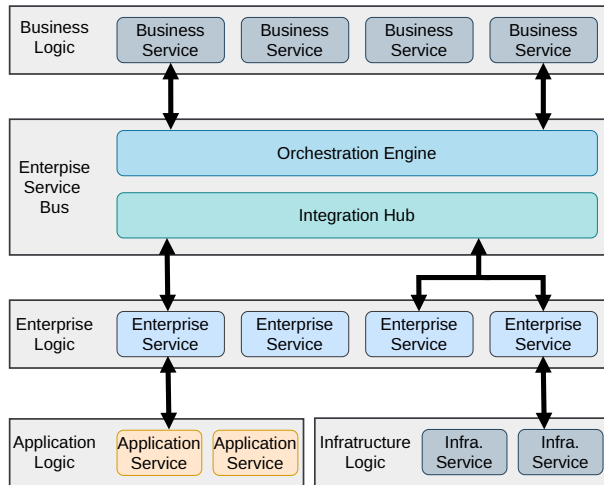 Business
Logic
Business
Service
Business
Service
Business
Service
Business
Service
Enterpise
Service
Bus
Orchestration Engine
Integration Hub
Enterprise
Logic
Enterprise
Service
Enterprise
Service
Enterprise
Service
Enterprise
Service
Application
Logic
Application
Service
Application
Service
Infratructure
Logic
Infra.
Service
Infra.
Service